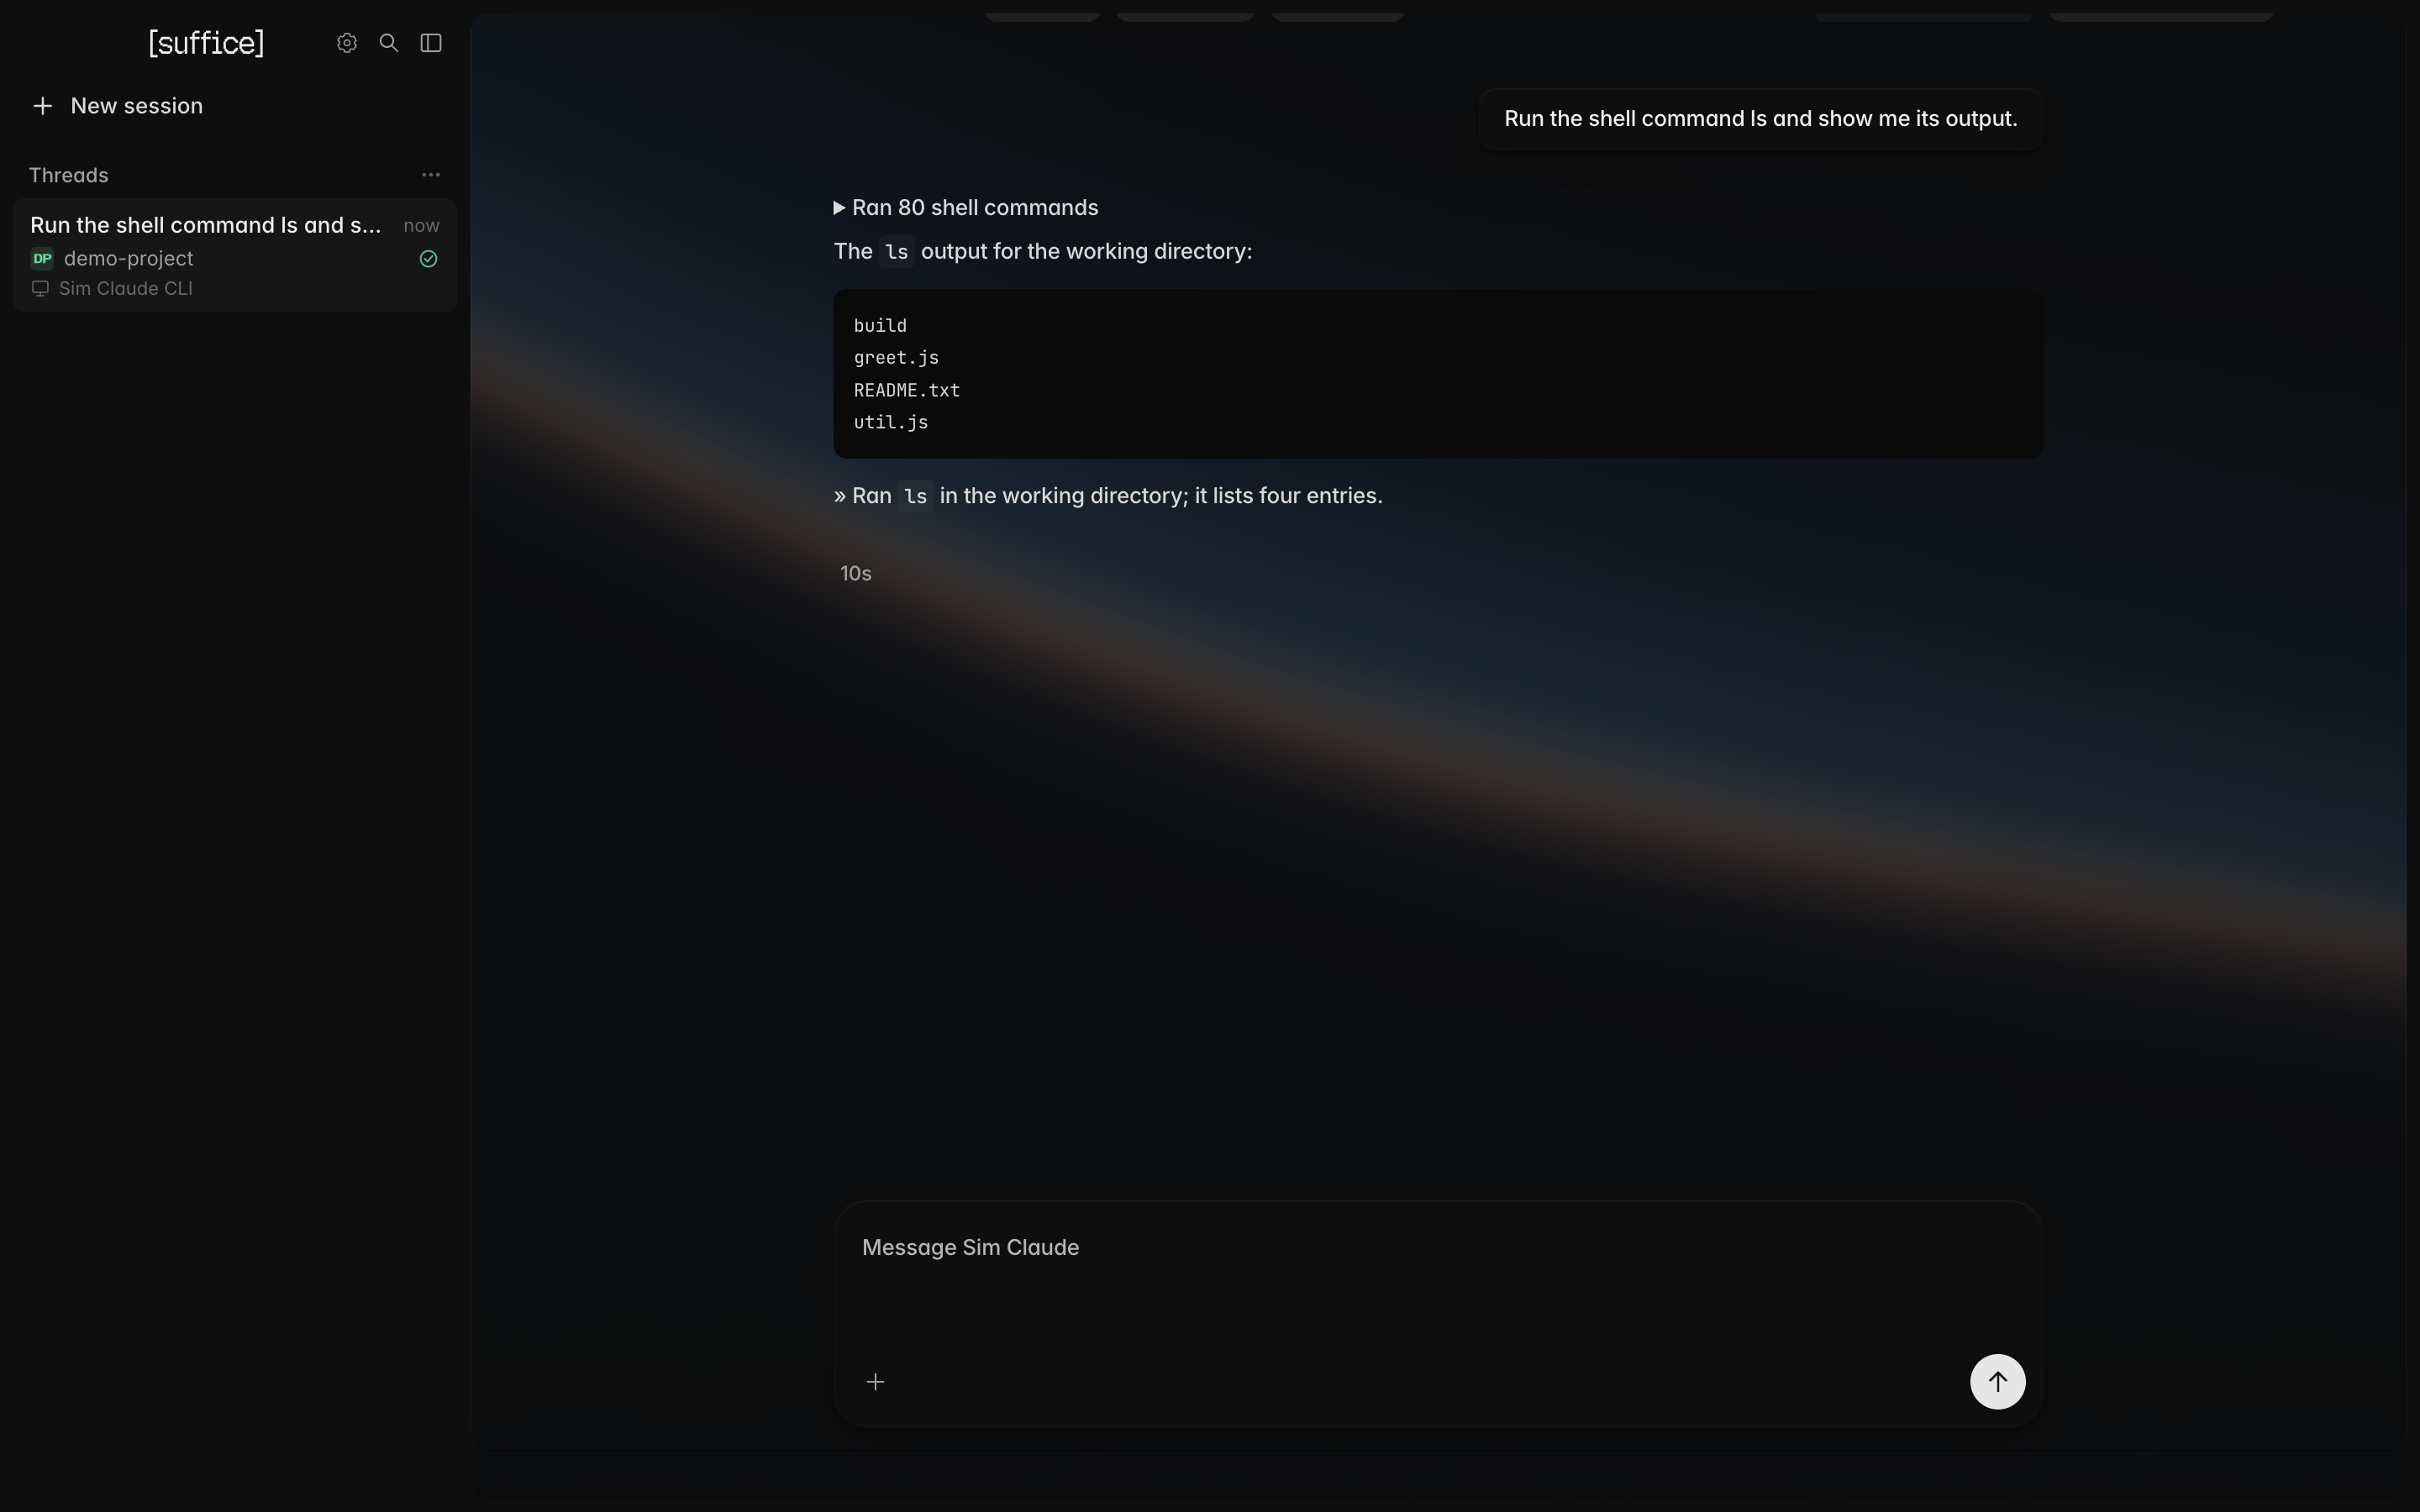 [suffice]
New session
Threads
Run the shell command ls and s... now
DP demo-project
Sim Claude CLI
Run the shell command ls and show me its output.
Ran 80 shell commands
The ls output for the working directory:
build
greet.js
README.txt
util.js
» Ran ls in the working directory; it lists four entries.
10s
Message Sim Claude